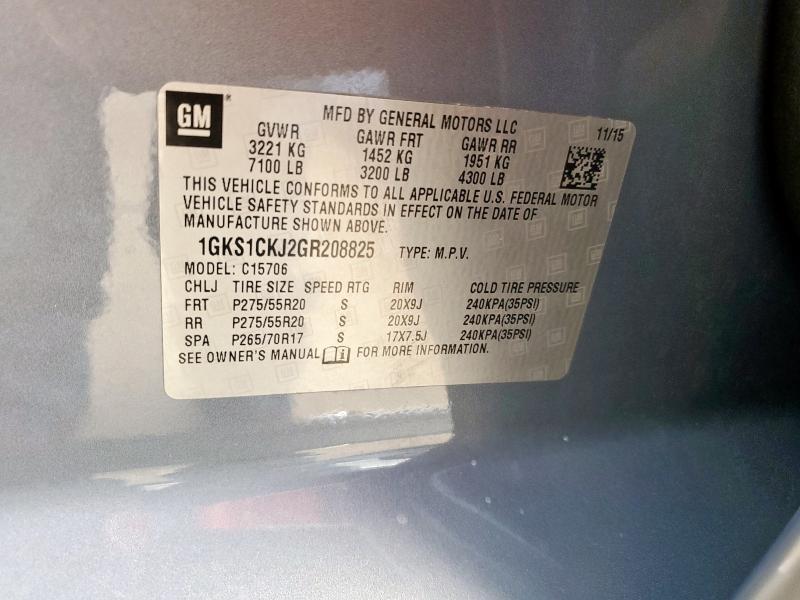 GM
MFD BY GENERAL MOTORS LLC
11/15
GVWR GAWR FRT GAWR RR
3221 KG 1452 KG 1951 KG
7100 LB 3200 LB 4300 LB
THIS VEHICLE CONFORMS TO ALL APPLICABLE U.S. FEDERAL MOTOR
VEHICLE SAFETY STANDARDS IN EFFECT ON THE DATE OF
MANUFACTURE SHOWN ABOVE.
1GKS1CKJ2GR208825 TYPE: M.P.V.
MODEL: C15706
CHLJ TIRE SIZE SPEED RTG RIM COLD TIRE PRESSURE
FRT P275/55R20 S 20X9J 240KPA(35PSI)
RR P275/55R20 S 20X9J 240KPA(35PSI)
SPA P265/70R17 S 17X7.5J 240KPA(35PSI)
SEE OWNER'S MANUAL FOR MORE INFORMATION.